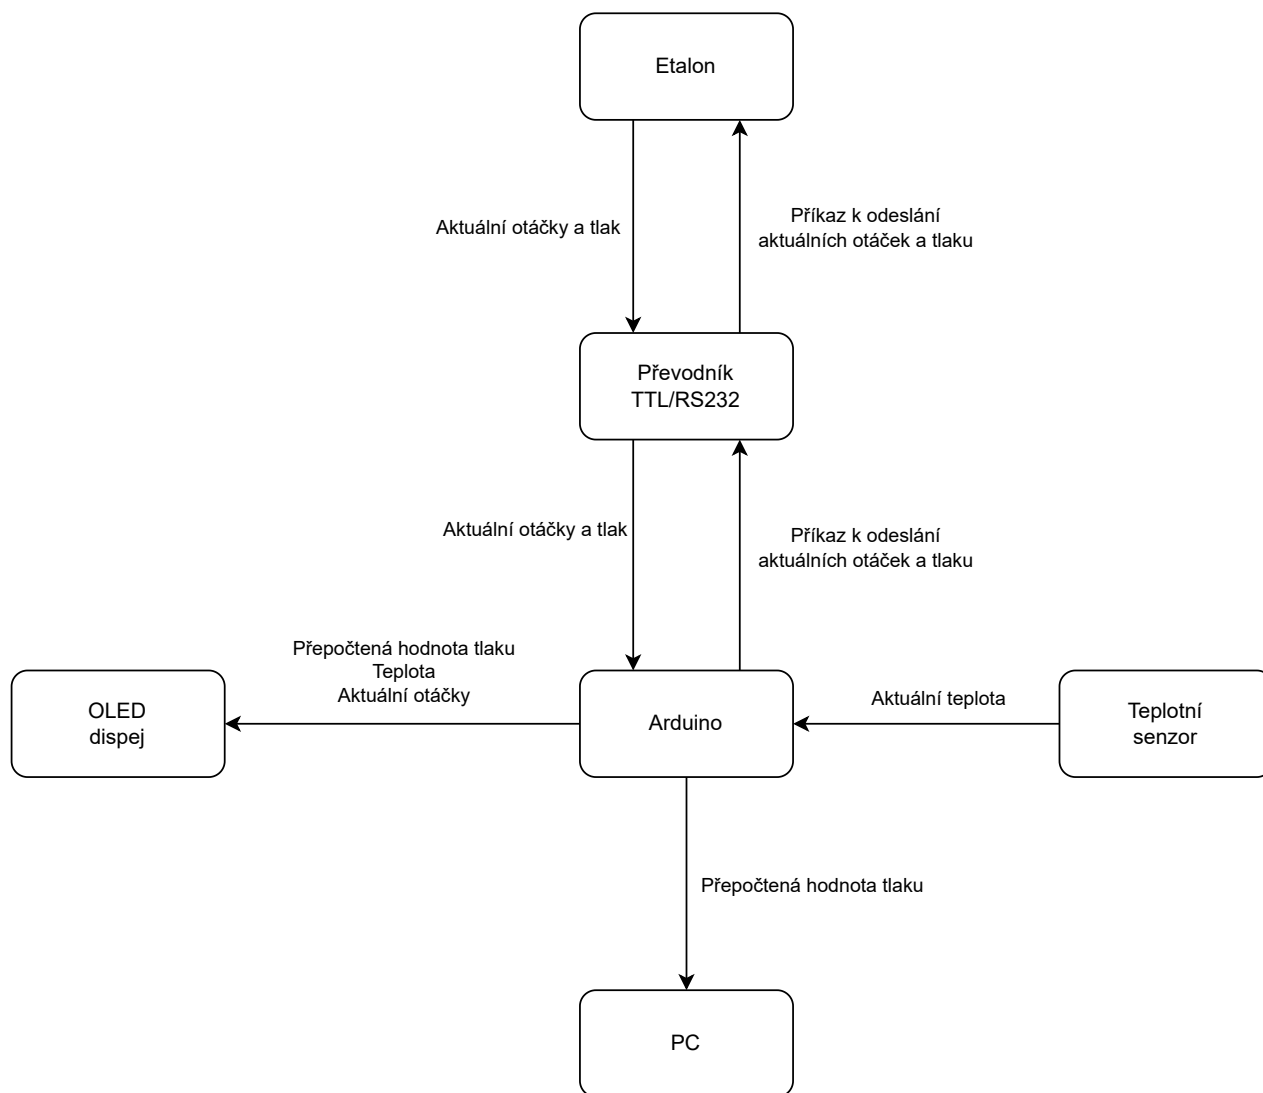 Etalon
Aktuální otáčky a tlak
Příkaz k odeslání
aktuálních otáček a tlaku
Převodník
TTL/RS232
Aktuální otáčky a tlak
Příkaz k odeslání
aktuálních otáček a tlaku
Přepočtená hodnota tlaku
Teplota
Aktuální otáčky
OLED
dispej
Arduino
Aktuální teplota
Teplotní
senzor
Přepočtená hodnota tlaku
PC